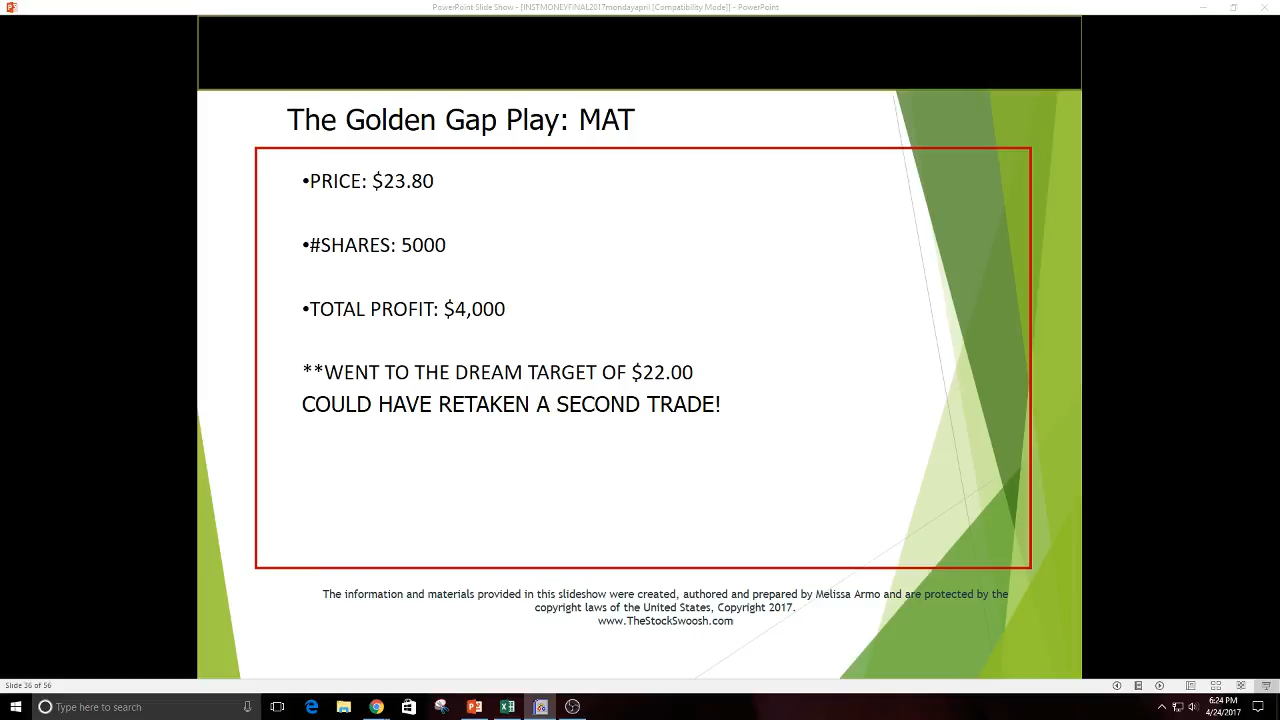 PowerPoint Slide Show - [INSTMONEYFiNAL2017mondayapril [Compatibility Mode]] - PowerPoint
The Golden Gap Play: MAT
•PRICE: $23.80
•#SHARES: 5000
•TOTAL PROFIT: $4,000
**WENT TO THE DREAM TARGET OF $22.00
COULD HAVE RETAKEN A SECOND TRADE!
The information and materials provided in this slideshow were created, authored and prepared by Melissa Armo and are protected by the
copyright laws of the United States, Copyright 2017.
www.TheStockSwoosh.com
Slide 36 of 56
Type here to search
6:24 PM
4/24/2017